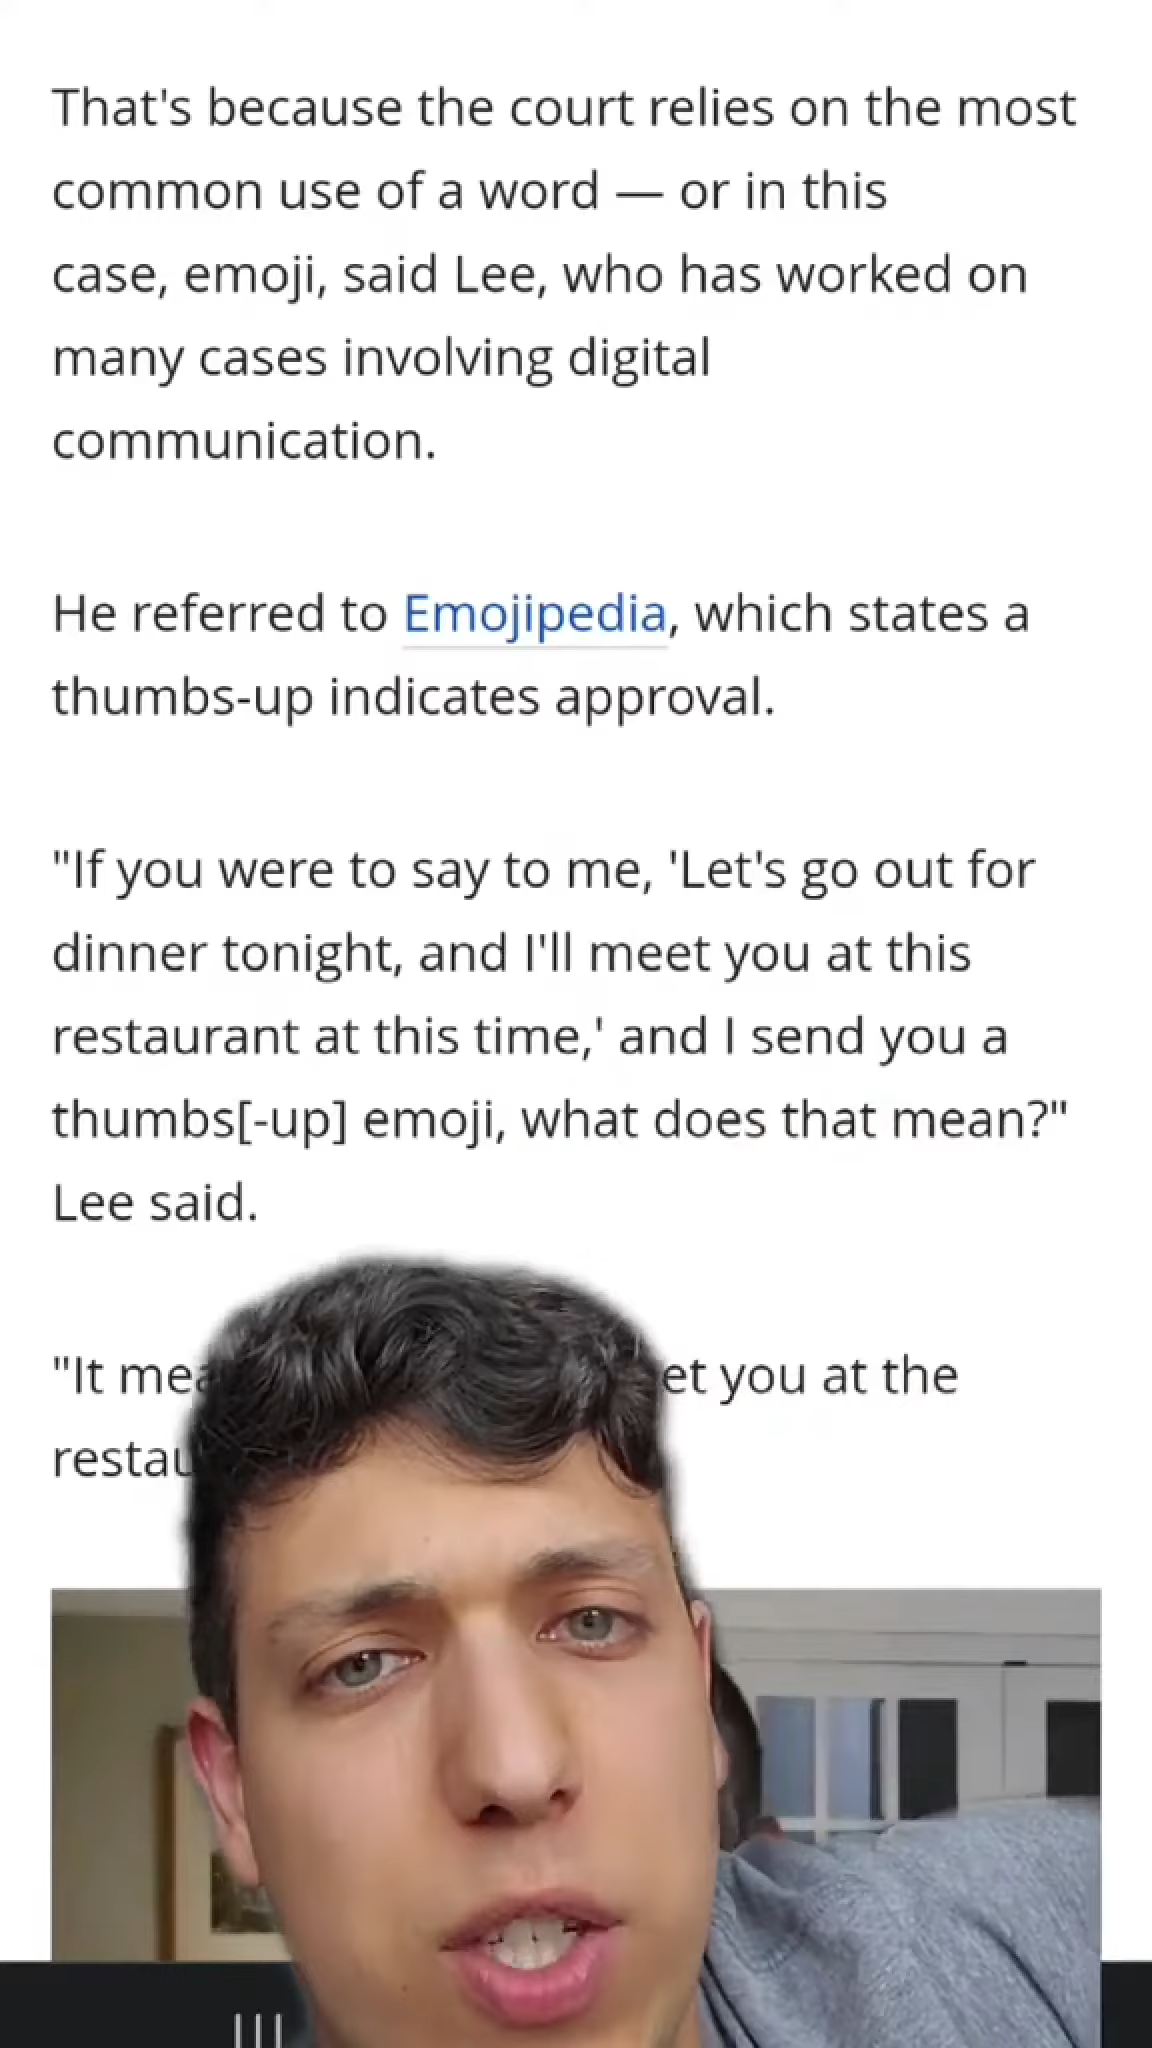 That's because the court relies on the most
common use of a word — or in this
case, emoji, said Lee, who has worked on
many cases involving digital
communication.
He referred to Emojipedia, which states a
thumbs-up indicates approval.
"If you were to say to me, 'Let's go out for
dinner tonight, and I'll meet you at this
restaurant at this time,' and I send you a
thumbs[-up] emoji, what does that mean?"
Lee said.
"It you at the